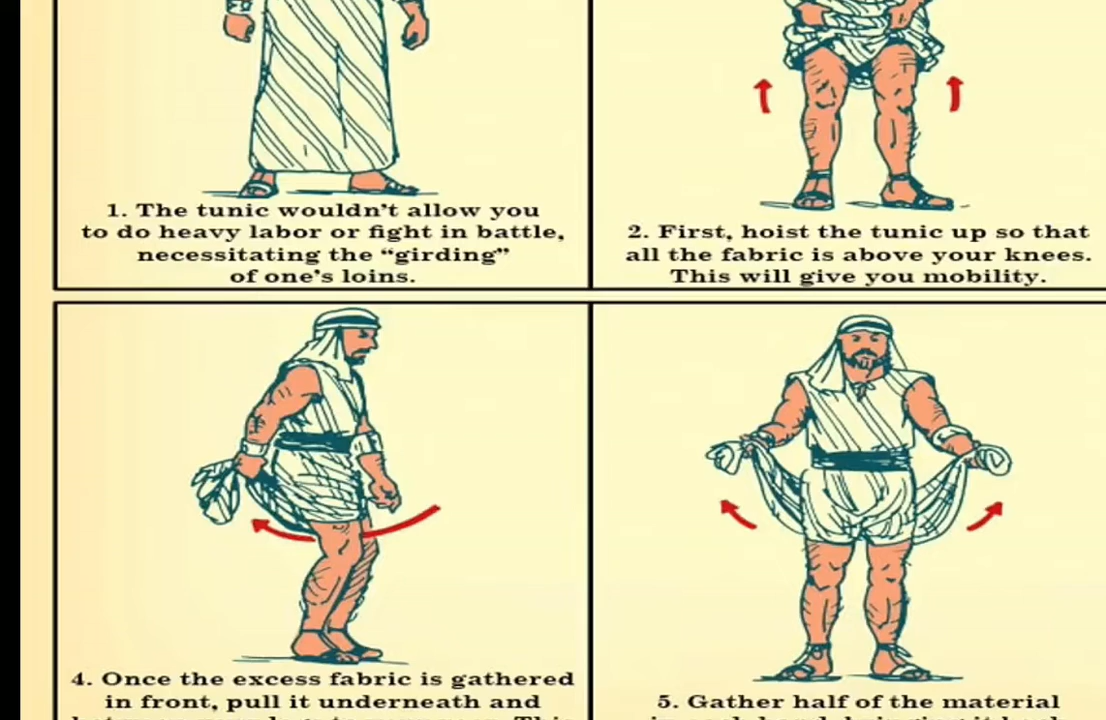 1. The tunic wouldn't allow you
to do heavy labor or fight in battle,
necessitating the "girding"
of one's loins.
2. First, hoist the tunic up so that
all the fabric is above your knees.
This will give you mobility.
4. Once the excess fabric is gathered
in front, pull it underneath and
5. Gather half of the material